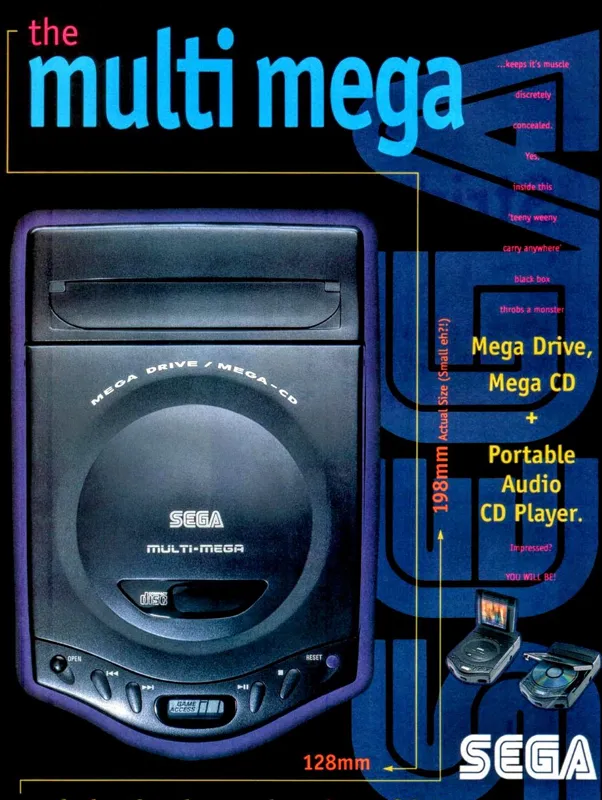 the
multi mega
...keeps it's muscle
discretely
concealed.
Yes,
inside this
'teeny weeny
carry anywhere'
black box
throbs a monster
Mega Drive,
Mega CD
+
Portable
Audio
CD Player.
Impressed?
YOU WILL BE!
198mm Actual Size (Small eh?!)
128mm
MEGA DRIVE / MEGA-CD
SEGA
MULTI-MEGA
disc
OPEN
RESET
GAME
ACCESS
SEGA
SEGA